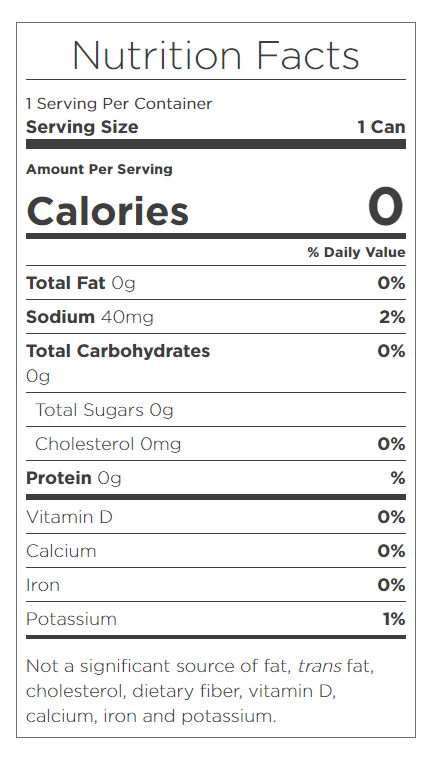 Nutrition Facts
1 Serving Per Container
Serving Size 1 Can
Amount Per Serving
Calories 0
% Daily Value
Total Fat 0g 0%
Sodium 40mg 2%
Total Carbohydrates 0%
0g
Total Sugars 0g
Cholesterol 0mg 0%
Protein 0g %
Vitamin D 0%
Calcium 0%
Iron 0%
Potassium 1%
Not a significant source of fat, trans fat,
cholesterol, dietary fiber, vitamin D,
calcium, iron and potassium.